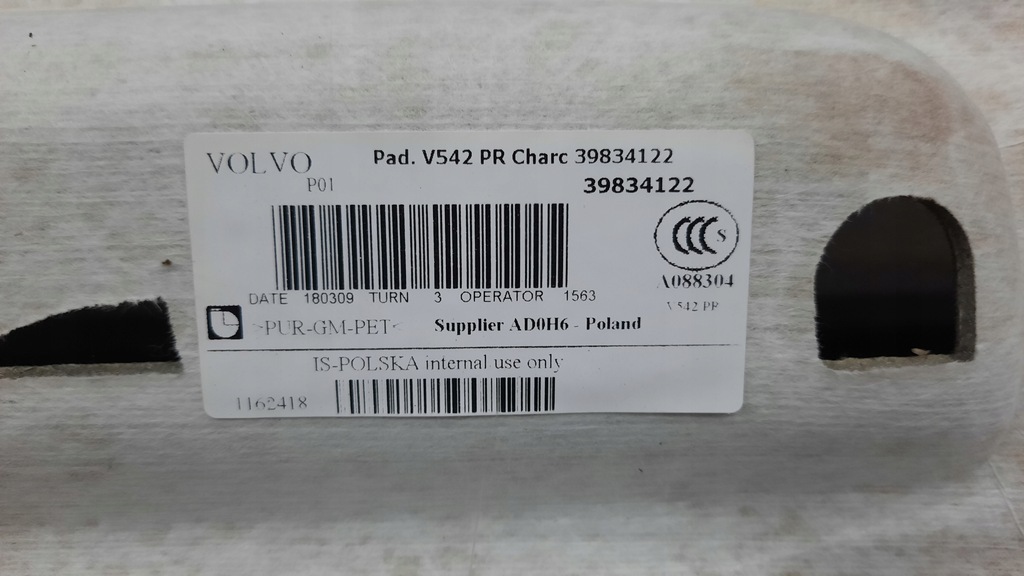 VOLVO Pad. V542 PR Charc 39834122
P01 39834122
CCC S
A088304
DATE 180309 TURN 3 OPERATOR 1563
V 542 PR
>PUR-GM-PET< Supplier AD0H6 - Poland
IS-POLSKA internal use only
1162418